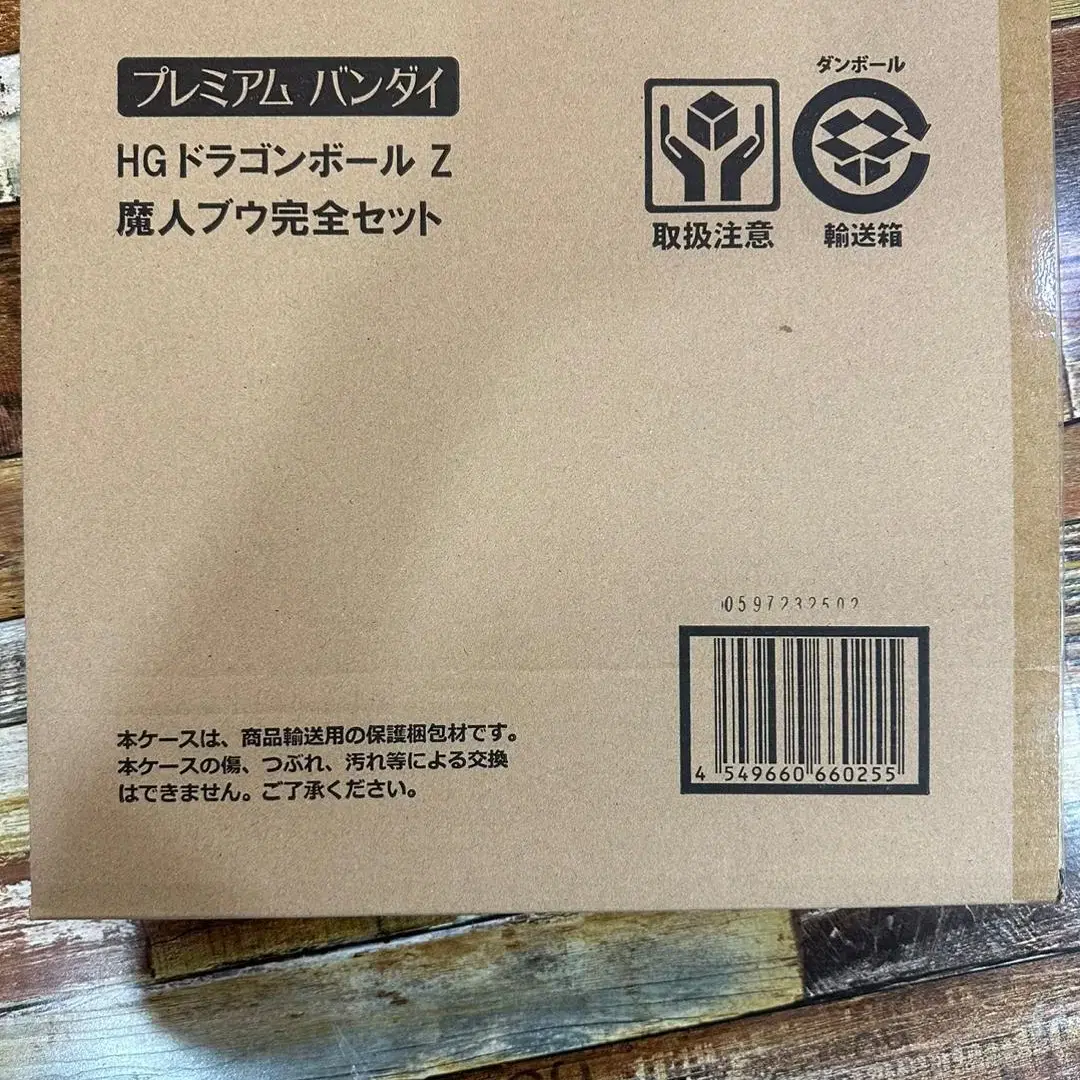 プレミアム バンダイ
HGドラゴンボール Z
魔人ブウ完全セット
取扱注意
ダンボール
輸送箱
0597232502
4 549660 660255
本ケースは、商品輸送用の保護梱包材です。
本ケースの傷、つぶれ、汚れ等による交換
はできません。ご了承ください。